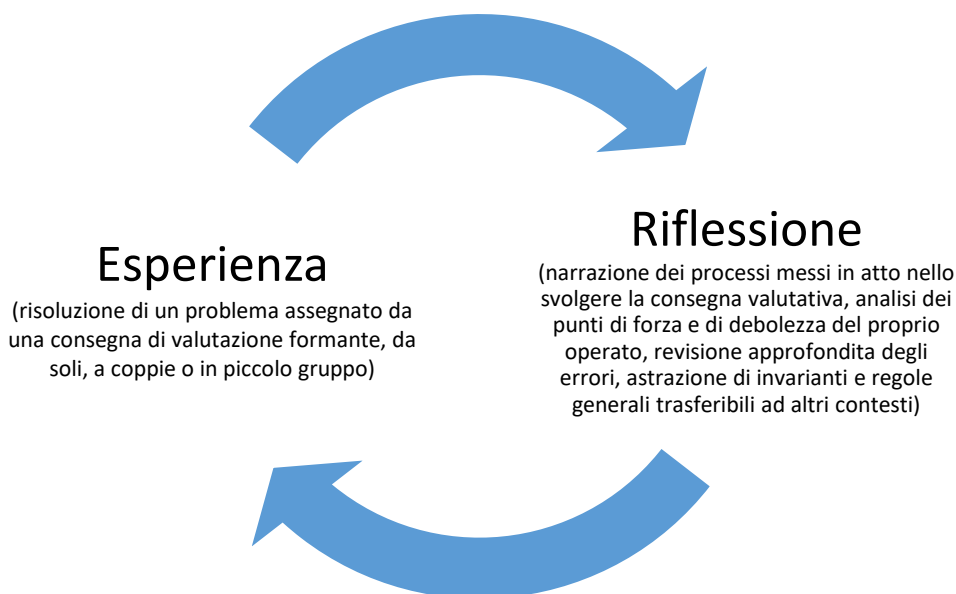 Esperienza
(risoluzione di un problema assegnato da
una consegna di valutazione formante, da
soli, a coppie o in piccolo gruppo)
Riflessione
(narrazione dei processi messi in atto nello
svolgere la consegna valutativa, analisi dei
punti di forza e di debolezza del proprio
operato, revisione approfondita degli
errori, astrazione di invarianti e regole
generali trasferibili ad altri contesti)